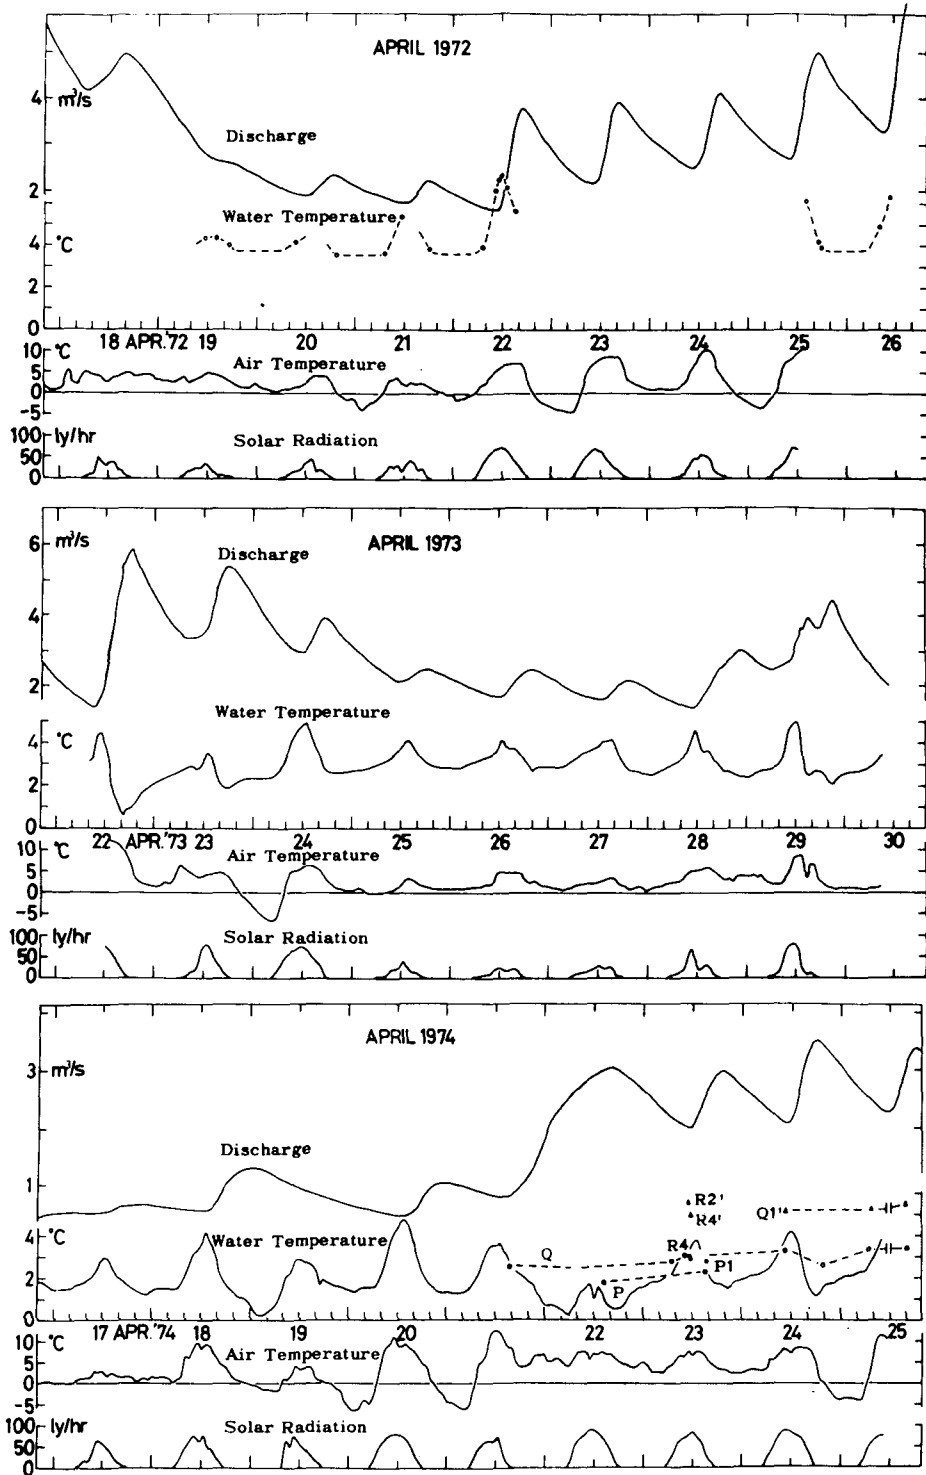 APRIL 1972
4
m³/s
Discharge
2
Water Temperature
4 °C
2
0
18 APR.'72 19 20 21 22 23 24 25 26
10 °C
Air Temperature
0
-5
100 ly/hr
Solar Radiation
50
0
6 m³/s
APRIL 1973
Discharge
4
2
Water Temperature
°C
4
2
0
22 APR.'73 23 24 25 26 27 28 29 30
10 °C
Air Temperature
5
0
-5
100 ly/hr
Solar Radiation
50
0
APRIL 1974
3 m³/s
Discharge
1
R2'
R4'
Q1'
4 °C
Water Temperature
Q
R4
P1
2
P
0
17 APR.'74 18 19 20 22 23 24 25
10 °C
Air Temperature
5
0
-5
100 ly/hr
Solar Radiation
50
0